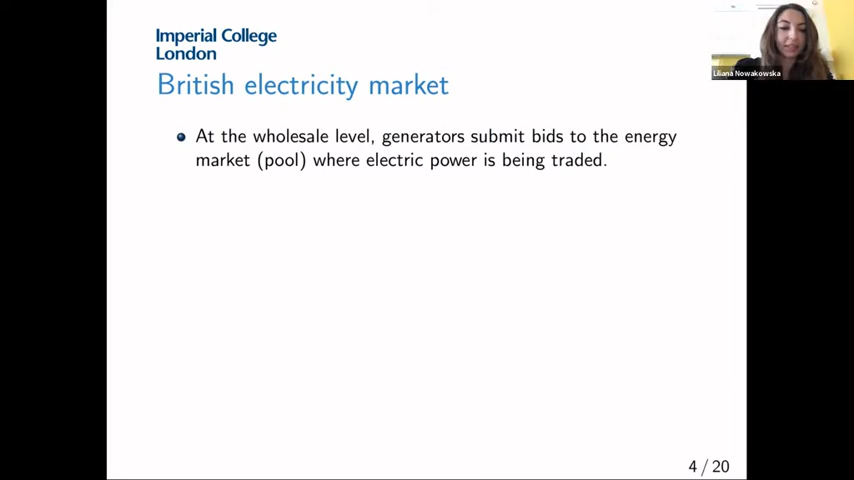 Imperial College
London
British electricity market
At the wholesale level, generators submit bids to the energy
market (pool) where electric power is being traded.
4 / 20
Liliana Nowakowska